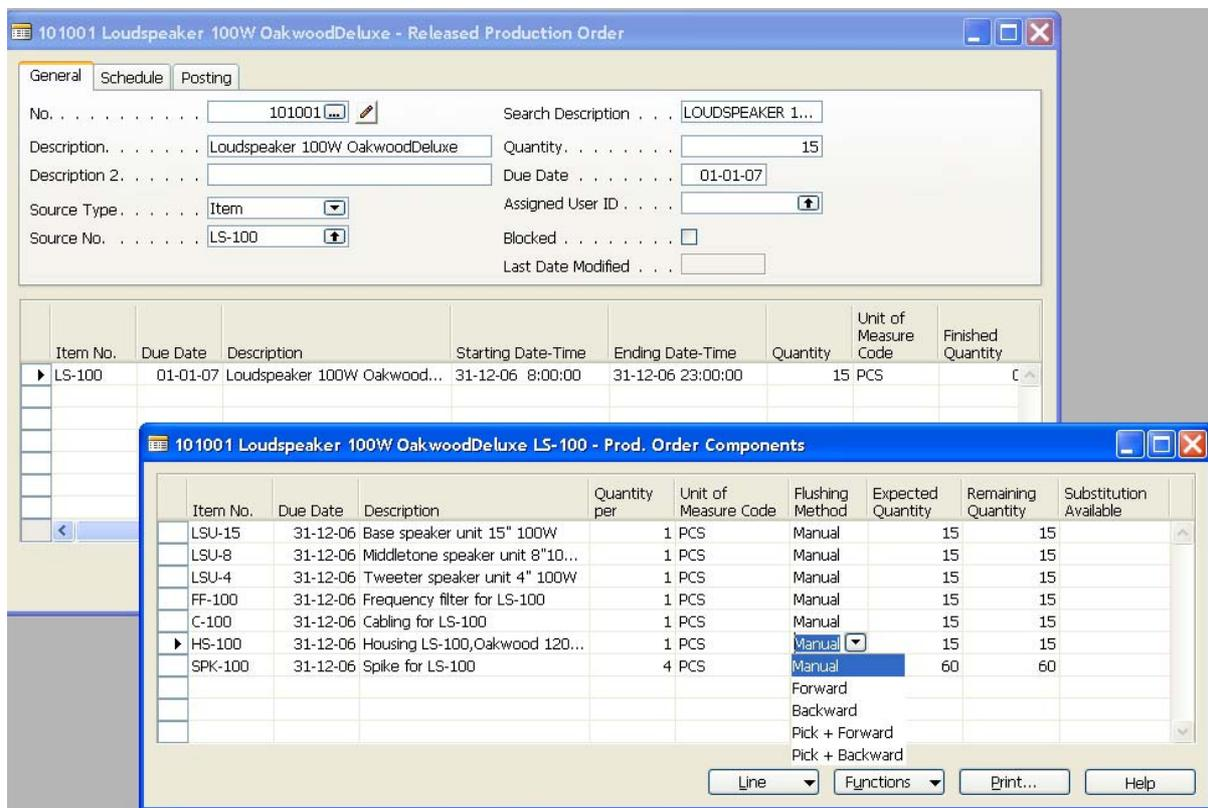 101001 Loudspeaker 100W OakwoodDeluxe - Released Production Order
General Schedule Posting
No. . . . . . . . . . . . 101001 Search Description . . . LOUDSPEAKER 1...
Description. . . . . . . Loudspeaker 100W OakwoodDeluxe Quantity. . . . . . . . . 15
Description 2. . . . . . Due Date . . . . . . . 01-01-07
Source Type. . . . . . Item Assigned User ID . . . .
Source No. . . . . . . LS-100 Blocked . . . . . . . .
Last Date Modified . . .
Item No. Due Date Description Starting Date-Time Ending Date-Time Quantity Unit of Measure Code Finished Quantity
LS-100 01-01-07 Loudspeaker 100W Oakwood... 31-12-06 8:00:00 31-12-06 23:00:00 15 PCS
101001 Loudspeaker 100W OakwoodDeluxe LS-100 - Prod. Order Components
Item No. Due Date Description Quantity per Unit of Measure Code Flushing Method Expected Quantity Remaining Quantity Substitution Available
LSU-15 31-12-06 Base speaker unit 15" 100W 1 PCS Manual 15 15
LSU-8 31-12-06 Middletone speaker unit 8"10... 1 PCS Manual 15 15
LSU-4 31-12-06 Tweeter speaker unit 4" 100W 1 PCS Manual 15 15
FF-100 31-12-06 Frequency filter for LS-100 1 PCS Manual 15 15
C-100 31-12-06 Cabling for LS-100 1 PCS Manual 15 15
HS-100 31-12-06 Housing LS-100,Oakwood 120... 1 PCS Manual 15 15
SPK-100 31-12-06 Spike for LS-100 4 PCS Manual 60 60
Forward
Backward
Pick + Forward
Pick + Backward
Line Functions Print... Help